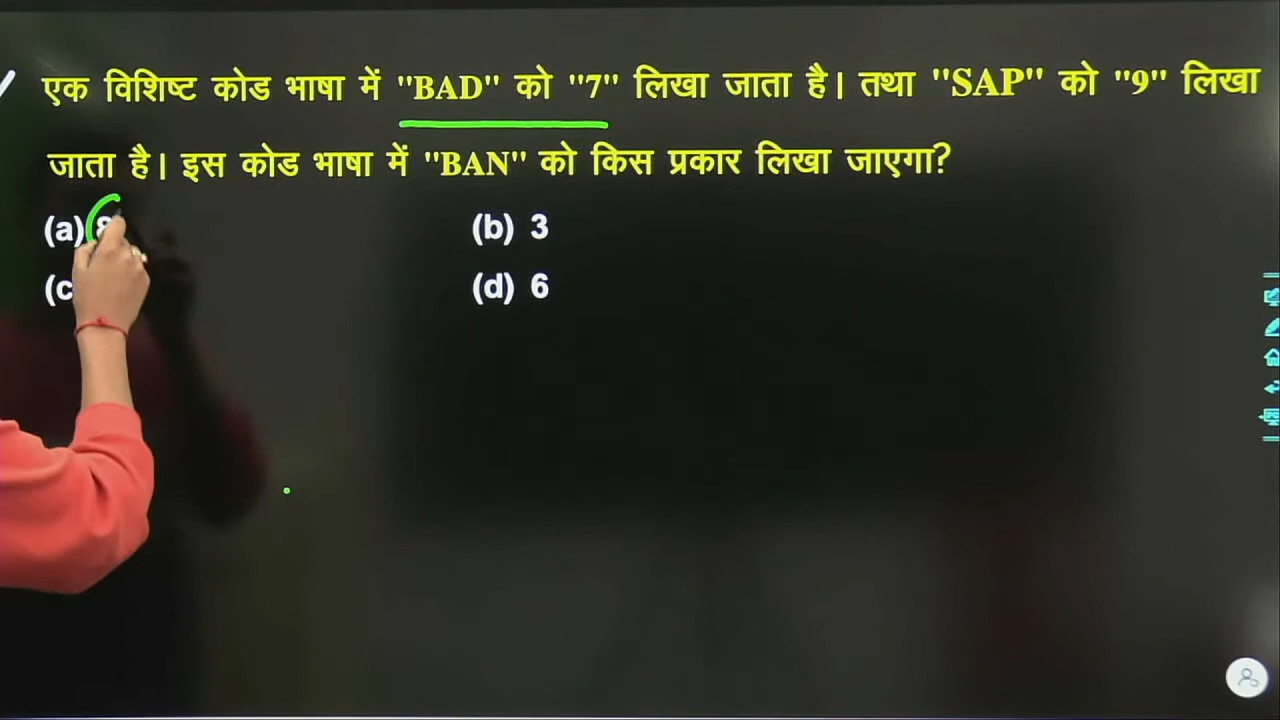 एक विशिष्ट कोड भाषा में "BAD" को "7" लिखा जाता है। तथा "SAP" को "9" लिखा
जाता है। इस कोड भाषा में "BAN" को किस प्रकार लिखा जाएगा?
(a) 8 (b) 3
(c (d) 6